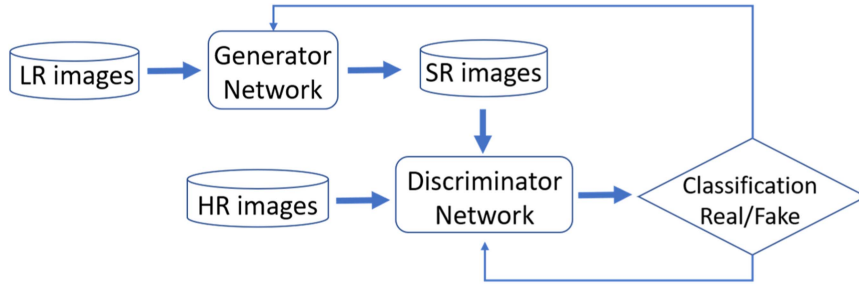 LR images
Generator
Network
SR images
HR images
Discriminator
Network
Classification
Real/Fake